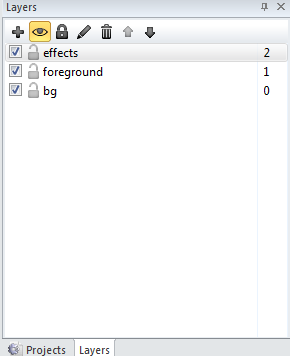 Layers
effects 2
foreground 1
bg 0
Projects Layers